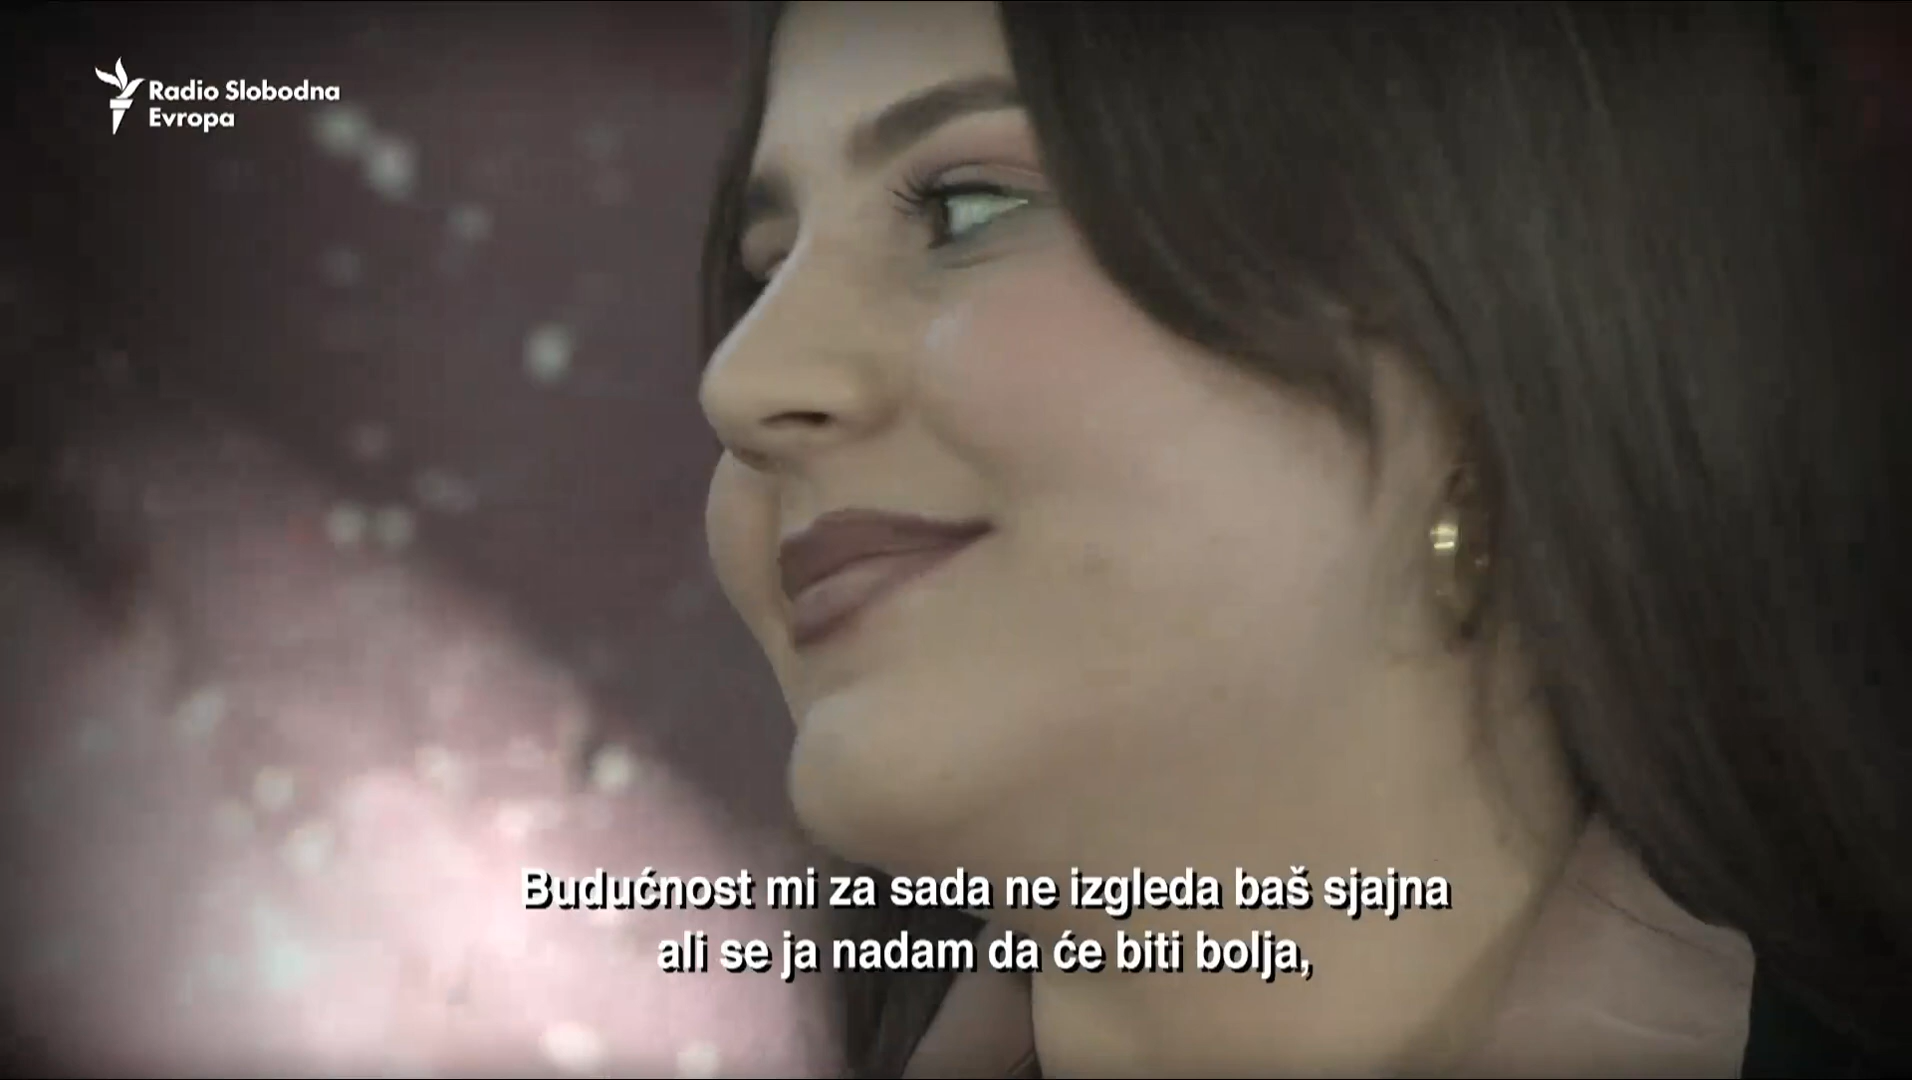 Radio Slobodna
Evropa
Budućnost mi za sada ne izgleda baš sjajna
ali se ja nadam da će biti bolja,